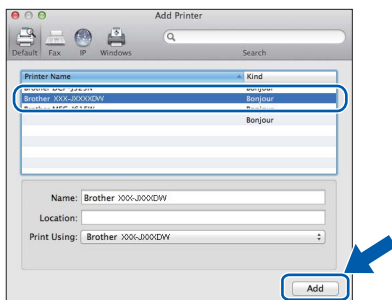 Add Printer
Default Fax IP Windows Search
Printer Name Kind
Brother XXX-JXXXXDW Bonjour
Bonjour
Name: Brother XXX-JXXXDW
Location:
Print Using: Brother XXX-JXXXDW
Add